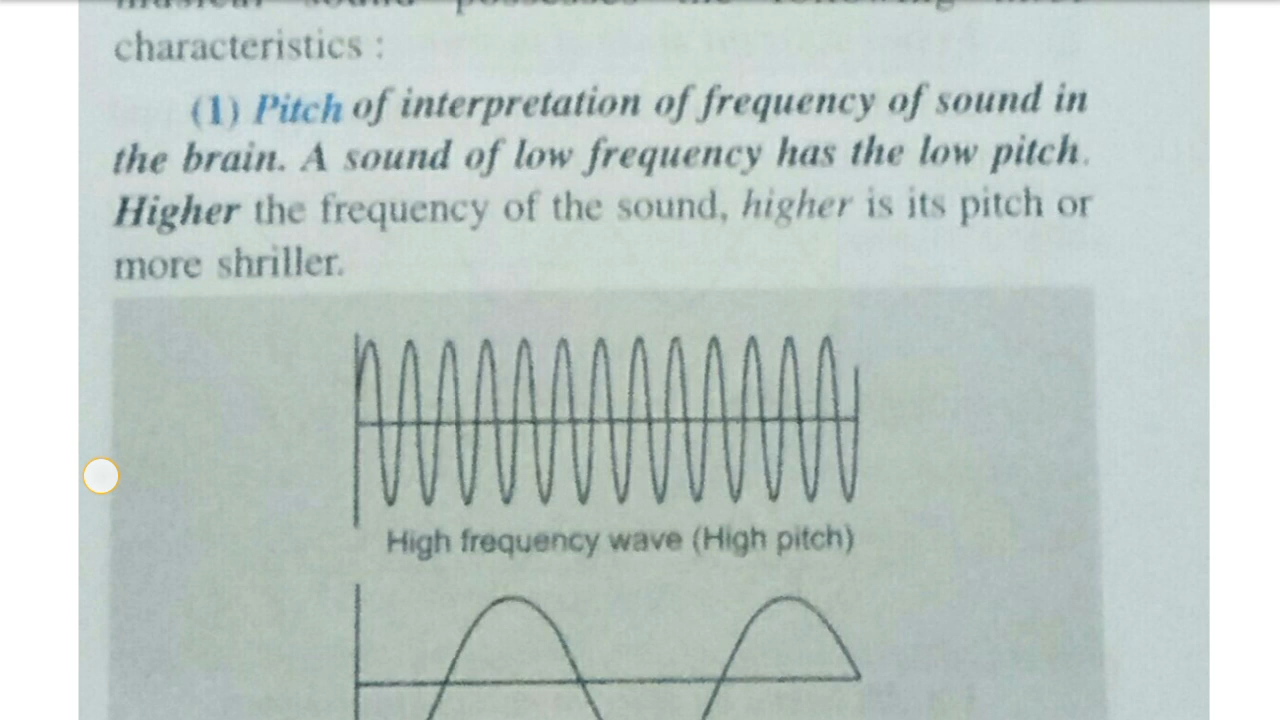 characteristics :
(1) Pitch of interpretation of frequency of sound in
the brain. A sound of low frequency has the low pitch.
Higher the frequency of the sound, higher is its pitch or
more shriller.
High frequency wave (High pitch)